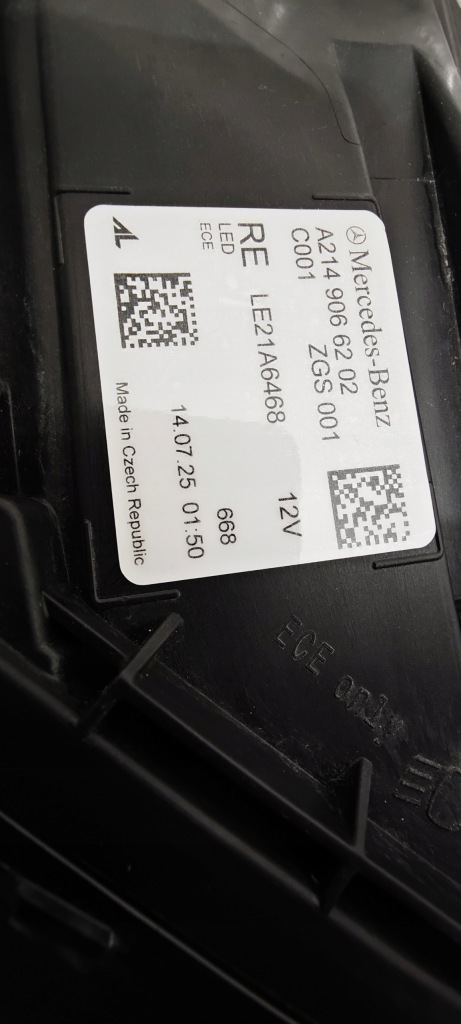 Mercedes-Benz
A214 906 62 02
C001 ZGS 001
RE LE21A6468 12V
LED
ECE
668
14.07.25 01:50
AL
Made in Czech Republic
ECE only